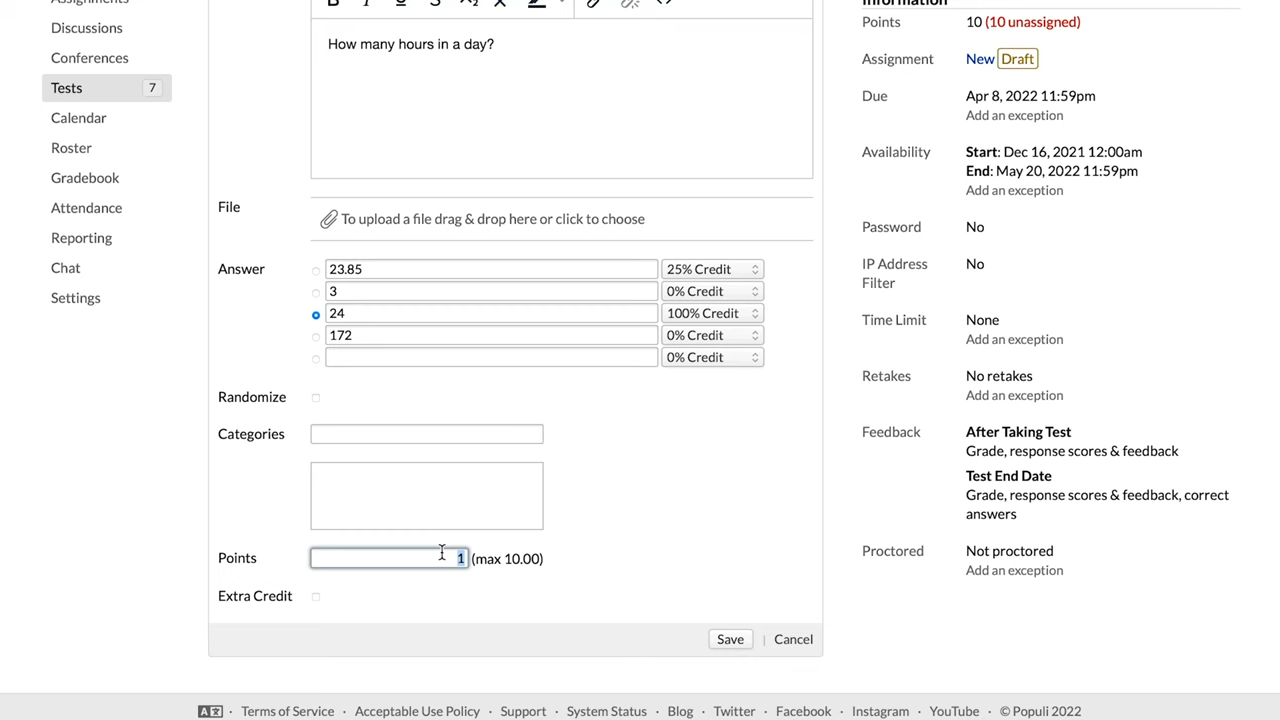 Assignments
Discussions
Conferences
Tests 7
Calendar
Roster
Gradebook
Attendance
Reporting
Chat
Settings
B I U S X₂ X
How many hours in a day?
File
To upload a file drag & drop here or click to choose
Answer
23.85 25% Credit
3 0% Credit
24 100% Credit
172 0% Credit
0% Credit
Randomize
Categories
Points 1 (max 10.00)
Extra Credit
Save | Cancel
Information
Points 10 (10 unassigned)
Assignment New Draft
Due Apr 8, 2022 11:59pm
Add an exception
Availability Start: Dec 16, 2021 12:00am
End: May 20, 2022 11:59pm
Add an exception
Password No
IP Address No
Filter
Time Limit None
Add an exception
Retakes No retakes
Add an exception
Feedback After Taking Test
Grade, response scores & feedback
Test End Date
Grade, response scores & feedback, correct
answers
Proctored Not proctored
Add an exception
A · Terms of Service · Acceptable Use Policy · Support · System Status · Blog · Twitter · Facebook · Instagram · YouTube · © Populi 2022